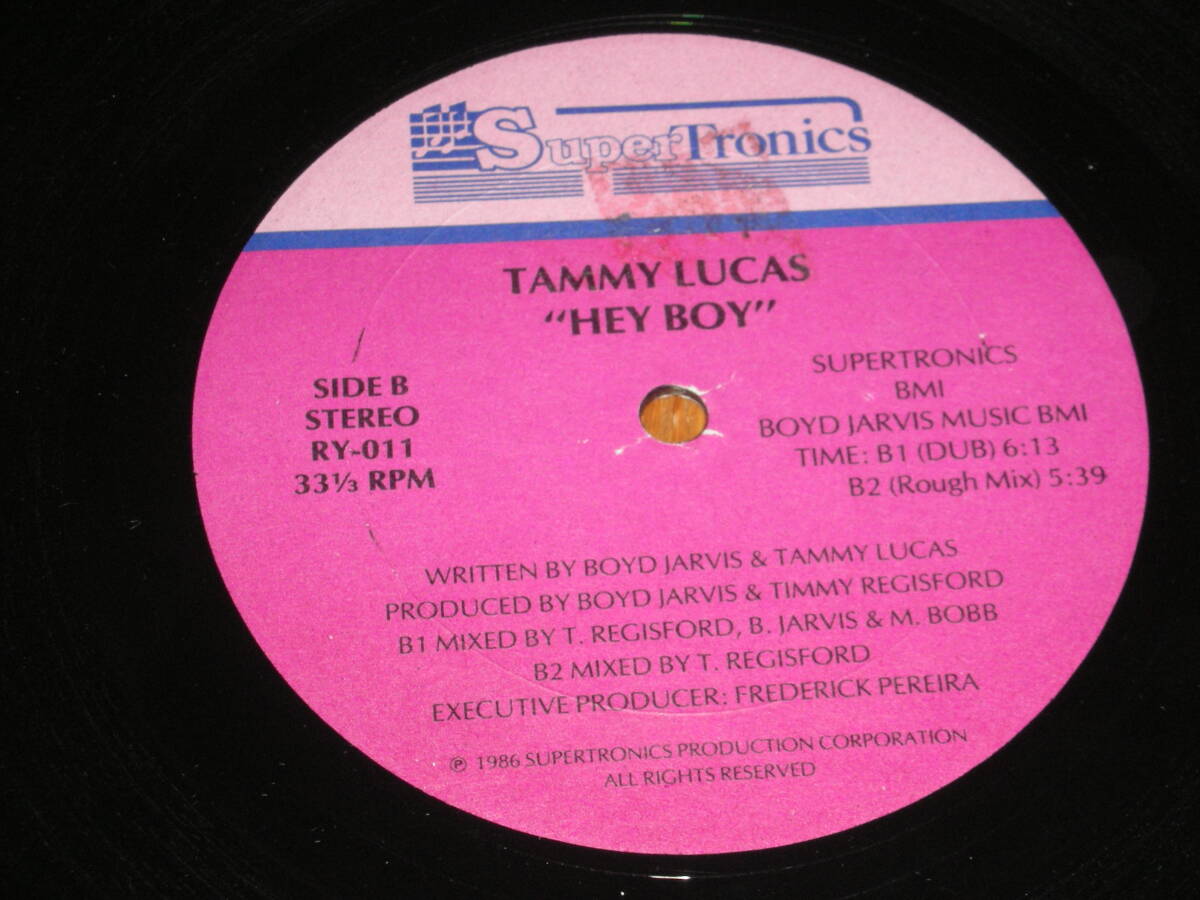 SuperTronics
TAMMY LUCAS
"HEY BOY"
SIDE B
STEREO
RY-011
33⅓ RPM
SUPERTRONICS
BMI
BOYD JARVIS MUSIC BMI
TIME: B1 (DUB) 6:13
B2 (Rough Mix) 5:39
WRITTEN BY BOYD JARVIS & TAMMY LUCAS
PRODUCED BY BOYD JARVIS & TIMMY REGISFORD
B1 MIXED BY T. REGISFORD, B. JARVIS & M. BOBB
B2 MIXED BY T. REGISFORD
EXECUTIVE PRODUCER: FREDERICK PEREIRA
℗ 1986 SUPERTRONICS PRODUCTION CORPORATION
ALL RIGHTS RESERVED